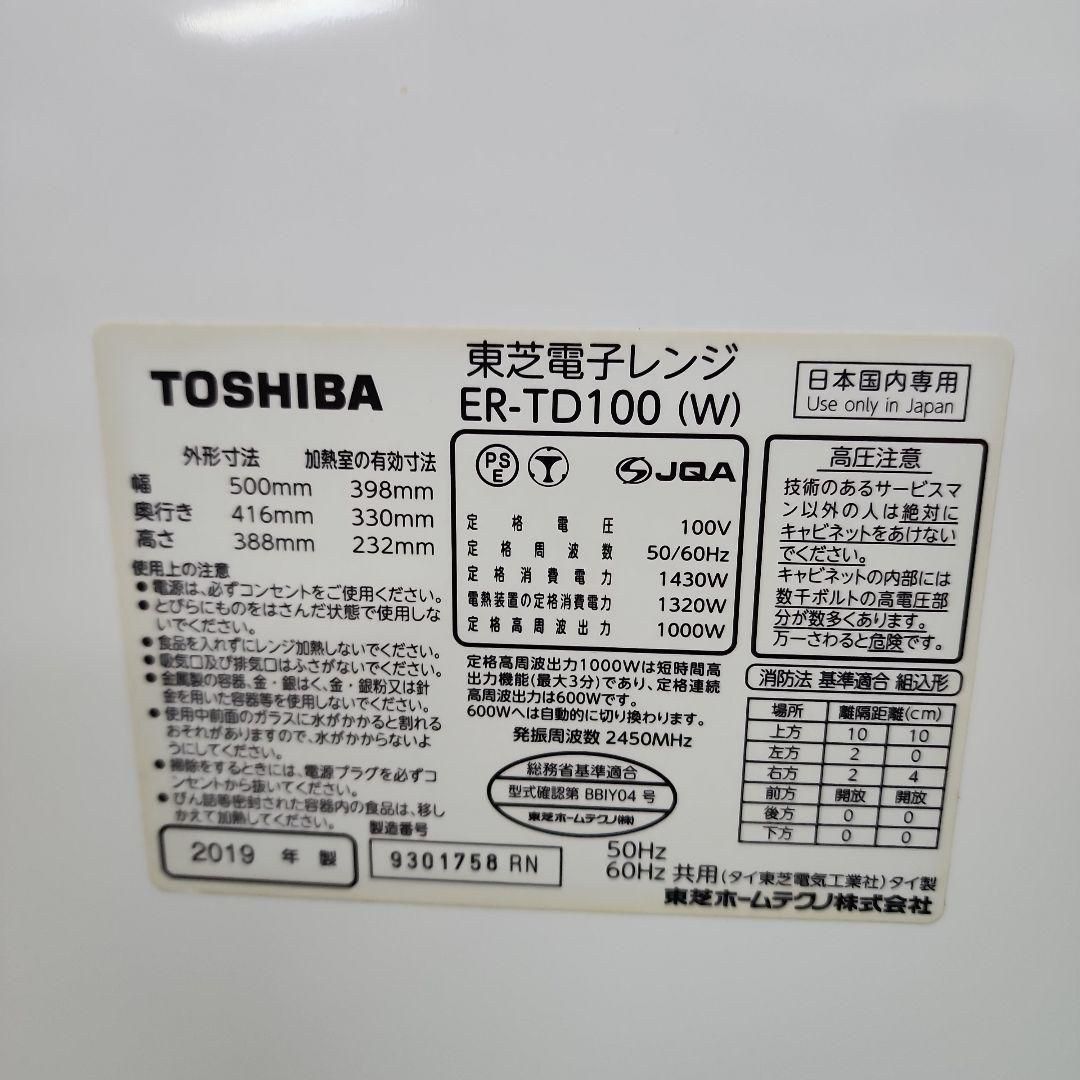 TOSHIBA
東芝電子レンジ
ER-TD100 (W)
日本国内専用
Use only in Japan
外形寸法 加熱室の有効寸法
幅 500mm 398mm
奥行き 416mm 330mm
高さ 388mm 232mm
使用上の注意
●電源は、必ずコンセントをご使用ください。
●とびらにものをはさんだ状態で使用しな
いでください。
●食品を入れずにレンジ加熱しないでください。
●吸気口及び排気口はふさがないでください。
●金属製の容器、金・銀はく、金・銀粉又は針
金を用いた容器等を使用しないでください。
●使用中前面のガラスに水がかかると割れる
おそれがありますので、水がかからないよ
うにしてください。
●掃除をするときには、電源プラグを必ずコ
ンセントから抜いてください。
●びん詰等密封された容器内の食品は、移し
かえて加熱してください。
2019 年 製
製造番号
9301758 RN
PS
E
JQA
定格電圧 100V
定格周波数 50/60Hz
定格消費電力 1430W
電熱装置の定格消費電力 1320W
定格高周波出力 1000W
定格高周波出力1000Wは短時間高
出力機能(最大3分)であり、定格連続
高周波出力は600Wです。
600Wへは自動的に切り換わります。
発振周波数 2450MHz
総務省基準適合
型式確認第 BBIY04 号
東芝ホームテクノ(株)
高圧注意
技術のあるサービスマ
ン以外の人は絶対に
キャビネットをあけない
でください。
キャビネットの内部には
数千ボルトの高電圧部
分が数多くあります。
万一さわると危険です。
消防法 基準適合 組込形
場所 離隔距離(cm)
上方 10 10
左方 2 0
右方 2 4
前方 開放 開放
後方 0 0
下方 0 0
50Hz
60Hz 共用 (タイ東芝電気工業社)タイ製
東芝ホームテクノ株式会社